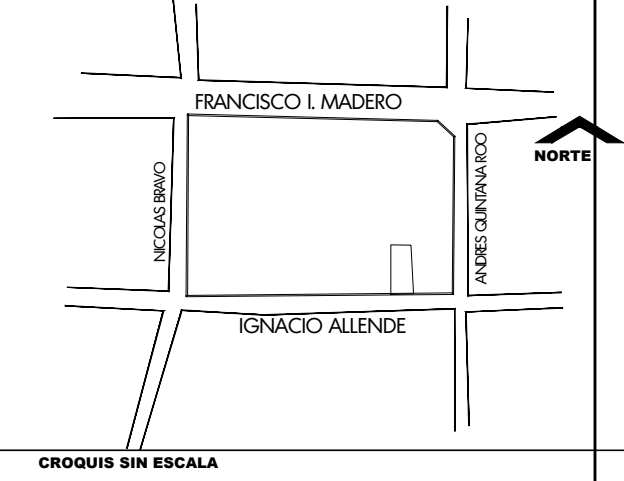 FRANCISCO I. MADERO
NORTE
NICOLAS BRAVO
ANDRES QUINTANA ROO
IGNACIO ALLENDE
CROQUIS SIN ESCALA